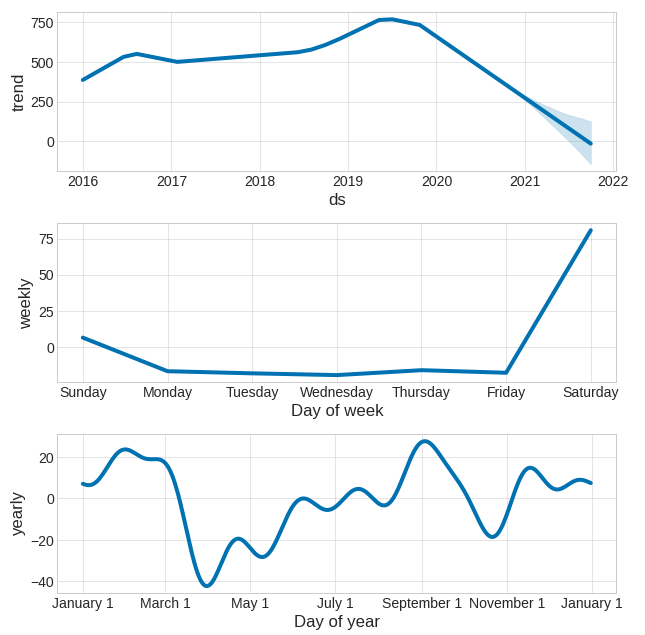 trend
750
500
250
0
2016 2017 2018 2019 2020 2021 2022
ds
weekly
75
50
25
0
Sunday Monday Tuesday Wednesday Thursday Friday Saturday
Day of week
yearly
20
0
−20
−40
January 1 March 1 May 1 July 1 September 1 November 1 January 1
Day of year